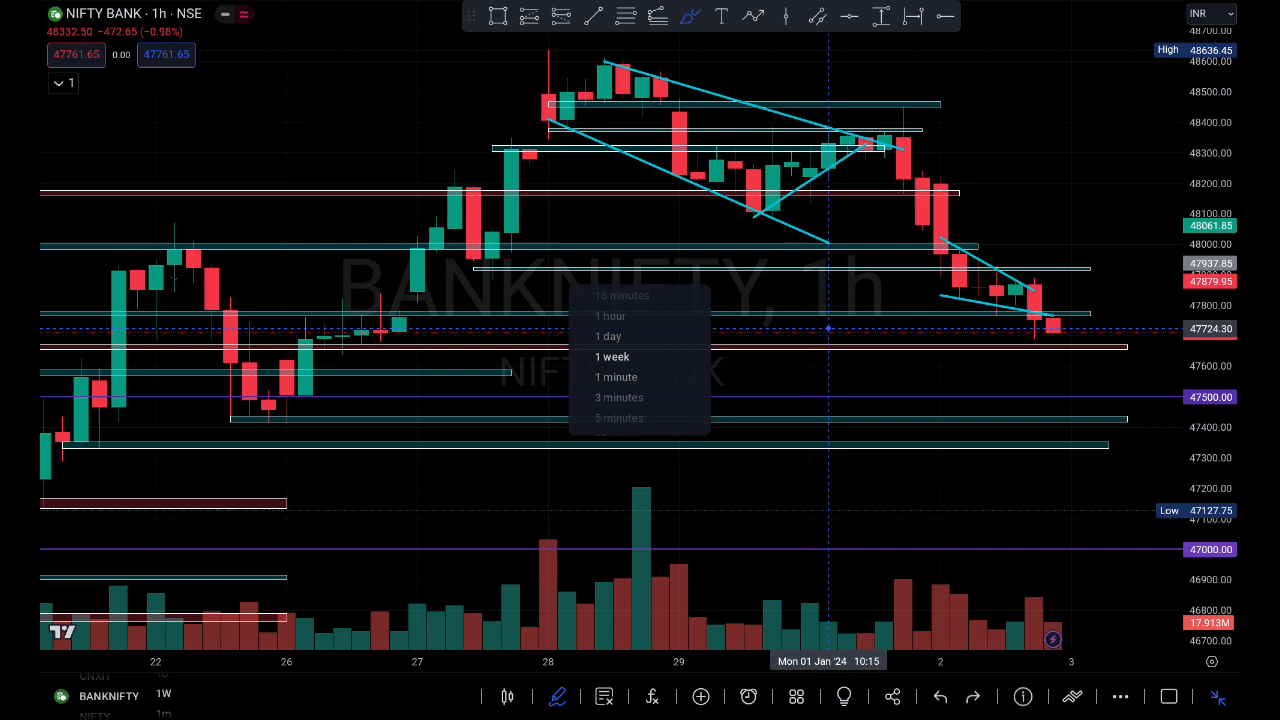 NIFTY BANK · 1h · NSE
48332.50 −472.65 (−0.98%)
47761.65 0.00 47761.65
1
INR
48700.00
High 48636.45
48600.00
48500.00
48400.00
48300.00
48200.00
48100.00
48061.85
48000.00
47937.85
47879.95
47800.00
47724.30
47600.00
47500.00
47400.00
47300.00
47200.00
Low 47127.75
47100.00
47000.00
46900.00
46800.00
17.913M
46700.00
BANKNIFTY, 1h
NIFTY BANK
15 minutes
1 hour
1 day
1 week
1 minute
3 minutes
5 minutes
22 26 27 28 29 Mon 01 Jan '24 10:15 2 3
CNXIT 1D
BANKNIFTY 1W
NIFTY 1m